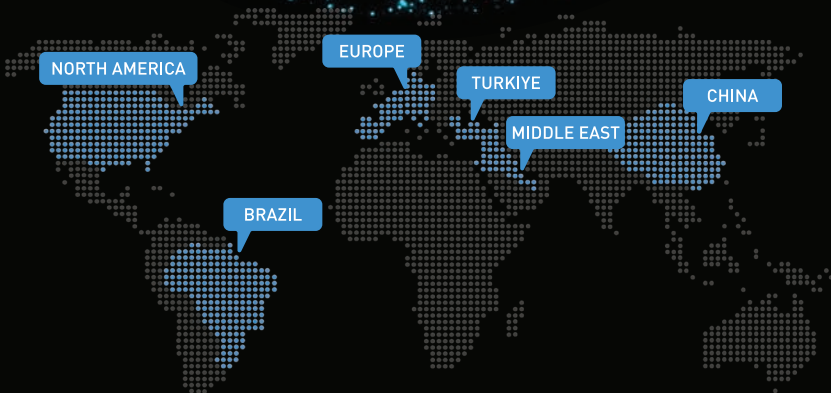 EUROPE
NORTH AMERICA
TURKIYE
CHINA
MIDDLE EAST
BRAZIL